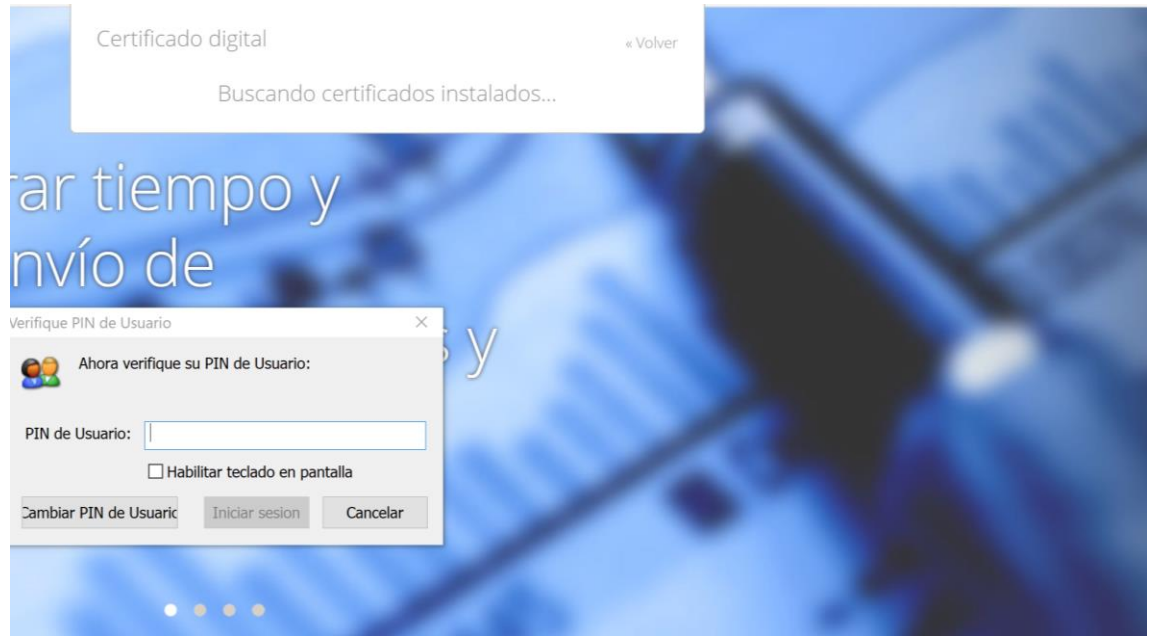 Certificado digital
« Volver
Buscando certificados instalados...
rar tiempo y
nvío de
y
Verifique PIN de Usuario
Ahora verifique su PIN de Usuario:
PIN de Usuario:
Habilitar teclado en pantalla
Cambiar PIN de Usuario
Iniciar sesion
Cancelar